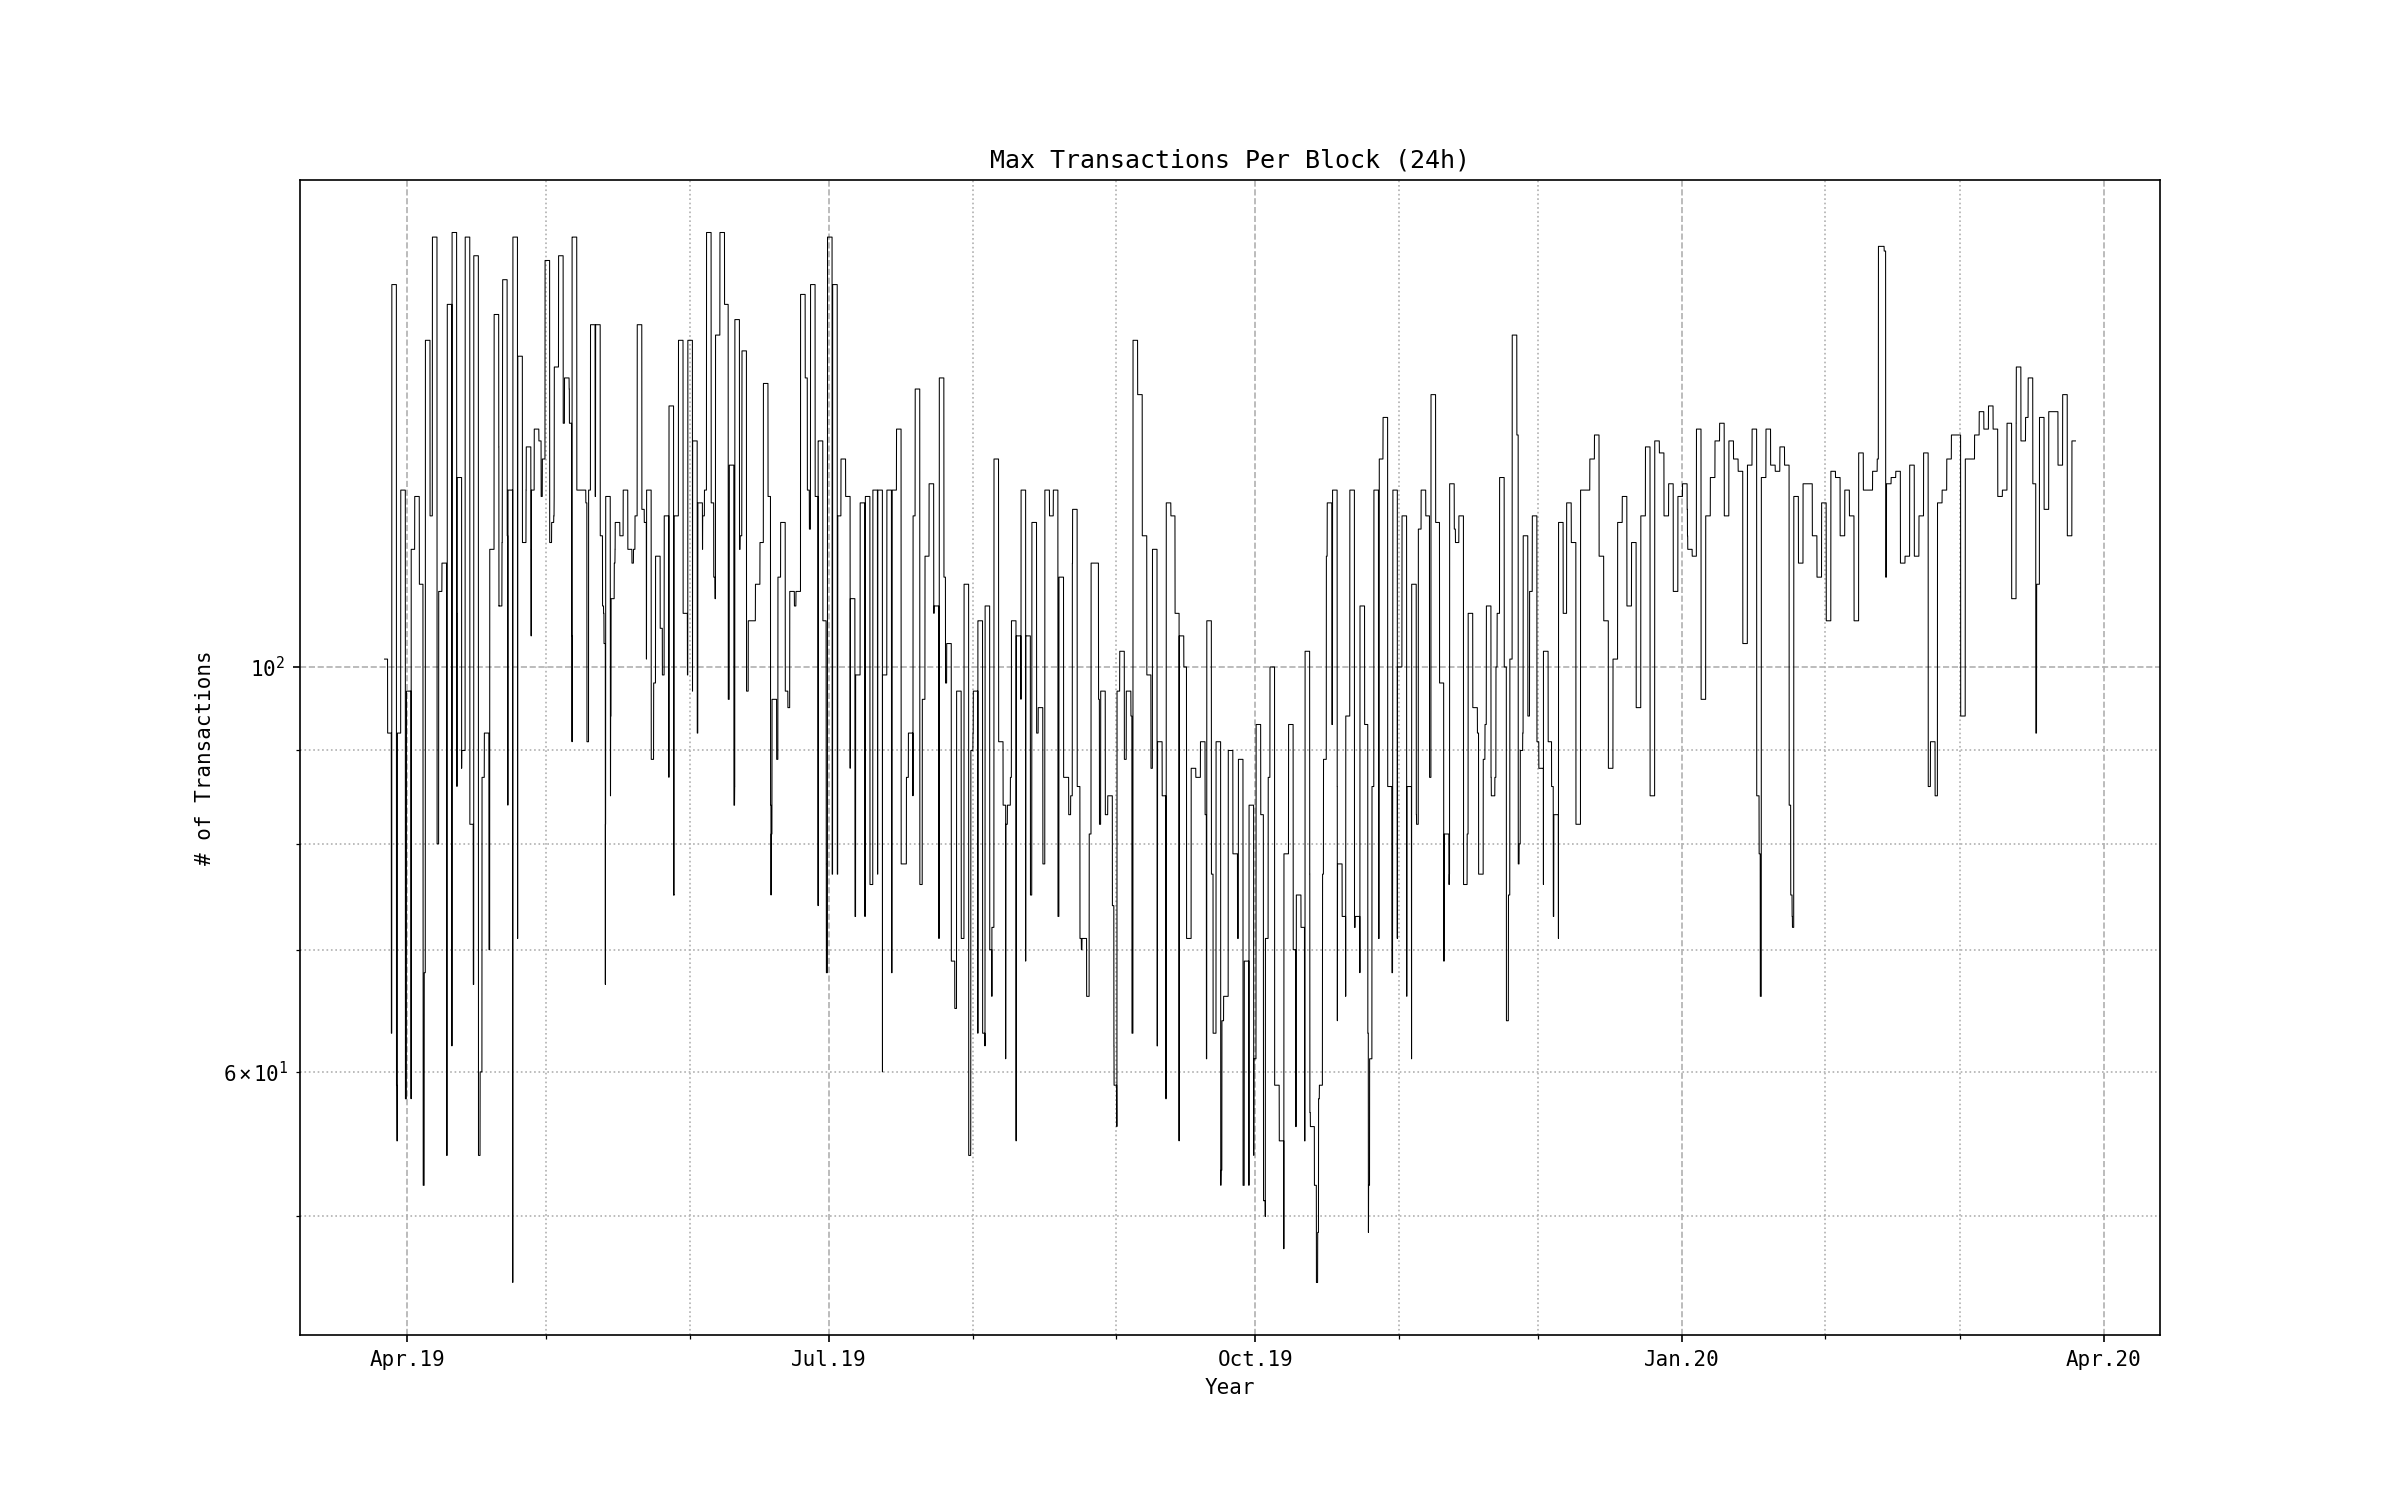 Max Transactions Per Block (24h)
# of Transactions
10²
6×10¹
Apr.19
Jul.19
Oct.19
Jan.20
Apr.20
Year